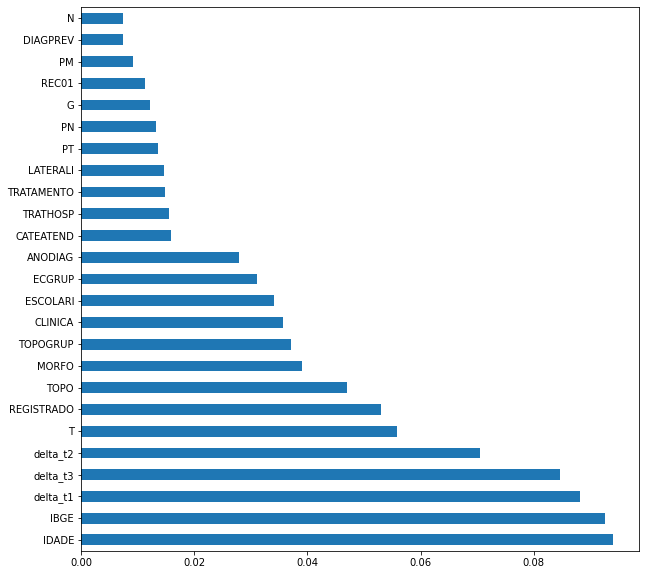 N
DIAGPREV
PM
REC01
G
PN
PT
LATERALI
TRATAMENTO
TRATHOSP
CATEATEND
ANODIAG
ECGRUP
ESCOLARI
CLINICA
TOPOGRUP
MORFO
TOPO
REGISTRADO
T
delta_t2
delta_t3
delta_t1
IBGE
IDADE
0.00 0.02 0.04 0.06 0.08